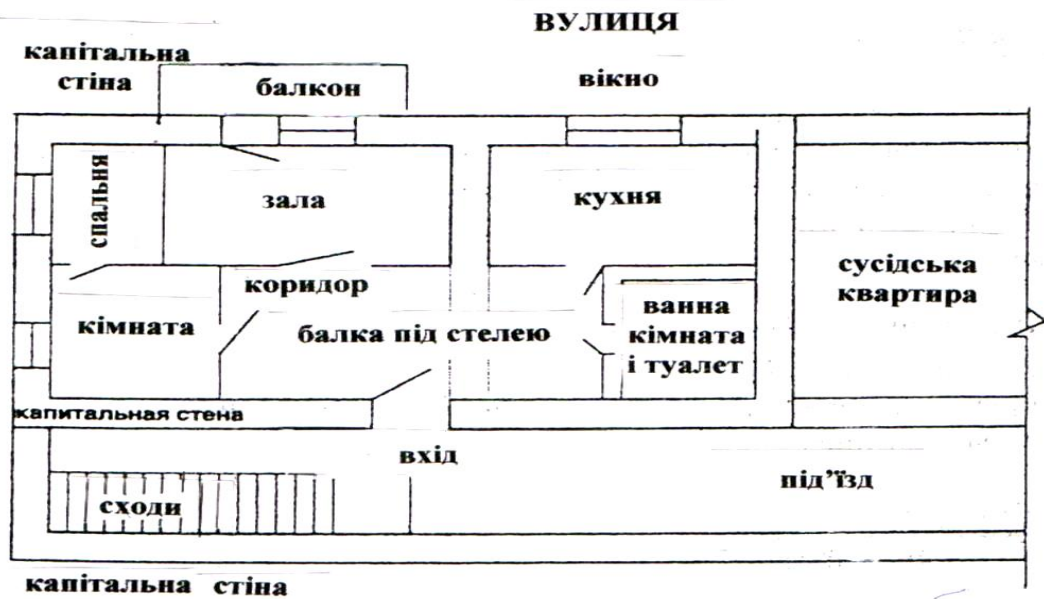 ВУЛИЦЯ
капітальна
стіна
балкон
вікно
спальня
зала
кухня
сусідська
квартира
коридор
кімната
балка під стелею
ванна
кімната
і туалет
капитальная стена
вхід
під’їзд
сходи
капітальна стіна